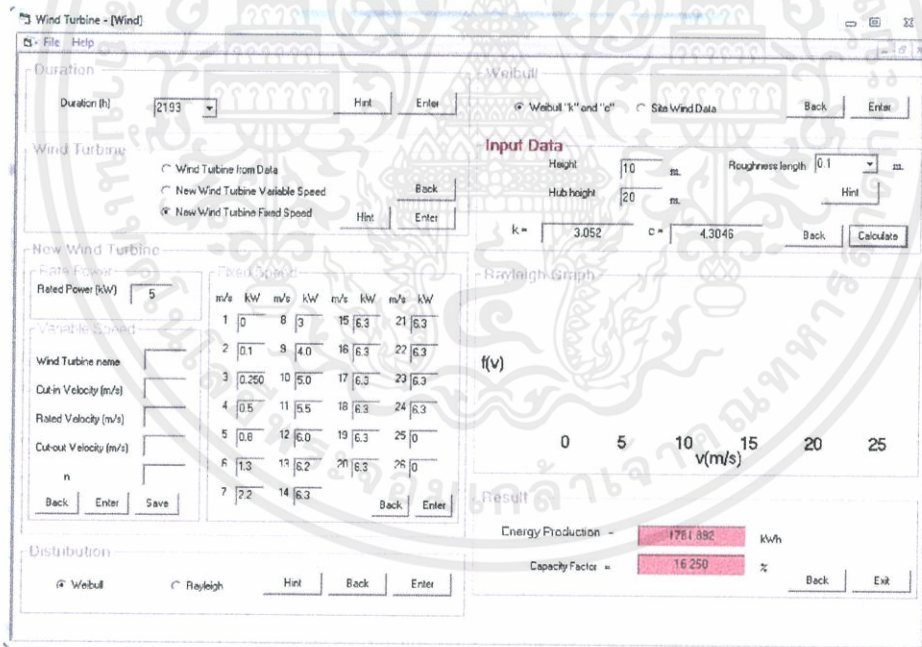 Wind Turbine - [Wind]
File Help
Duration
Duration (h) 2193 Hint Enter
Wind Turbine
Wind Turbine from Data
New Wind Turbine Variable Speed Back
New Wind Turbine Fixed Speed Hint Enter
New Wind Turbine
Rate Power
Rated Power (kW) 5
Variable Speed
Wind Turbine name
Cut-in Velocity (m/s)
Rated Velocity (m/s)
Cut-out Velocity (m/s)
n
Back Enter Save
Fixed Speed
m/s kW m/s kW m/s kW m/s kW
1 0 8 3 15 6.3 21 6.3
2 0.1 9 4.0 16 6.3 22 6.3
3 0.250 10 5.0 17 6.3 23 6.3
4 0.5 11 5.5 18 6.3 24 6.3
5 0.8 12 6.0 19 6.3 25 0
6 1.3 13 6.2 20 6.3 26 0
7 2.2 14 6.3
Back Enter
Distribution
Weibull Rayleigh Hint Back Enter
Weibull
Weibull "k" and "c" Site Wind Data Back Enter
Input Data
Height 10 m. Roughness length 0.1 m.
Hub height 20 m. Hint
k = 3.052 c = 4.3046 Back Calculate
Rayleigh Graph
f(v)
0 5 10 15 20 25
v(m/s)
Result
Energy Production = 1781.892 kWh
Capacity Factor = 16.250 %
Back Exit